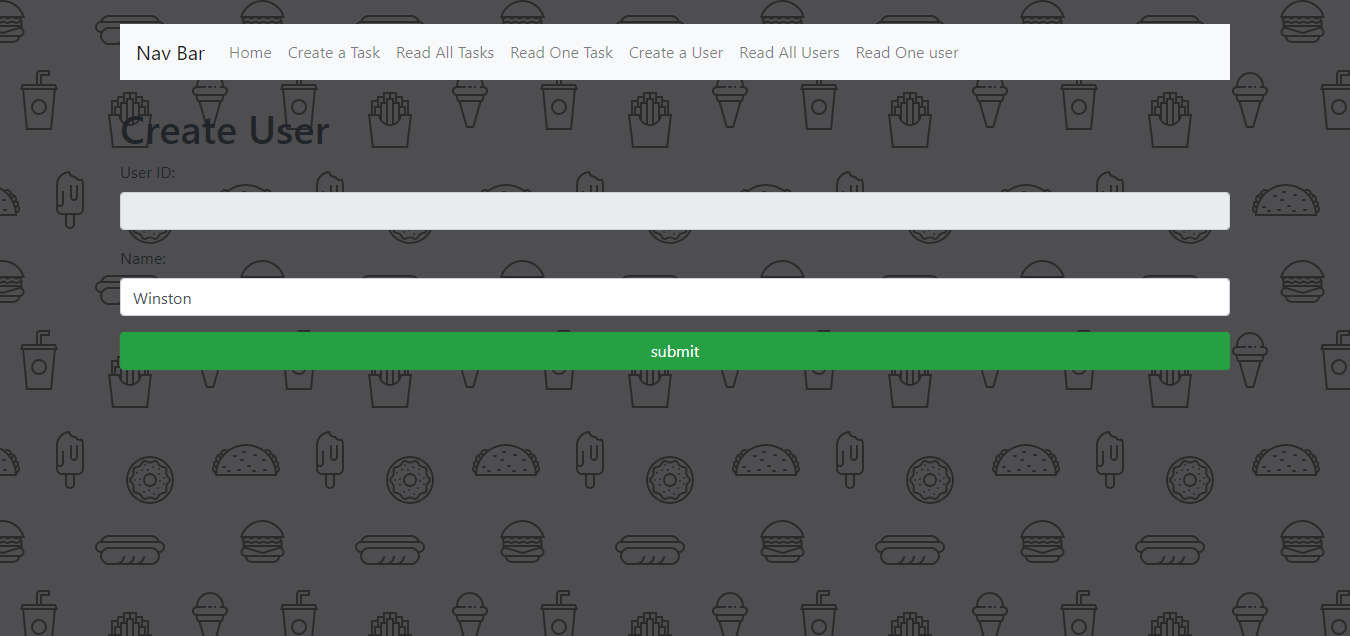 Nav Bar Home Create a Task Read All Tasks Read One Task Create a User Read All Users Read One user
Create User
User ID:
Name:
Winston
submit